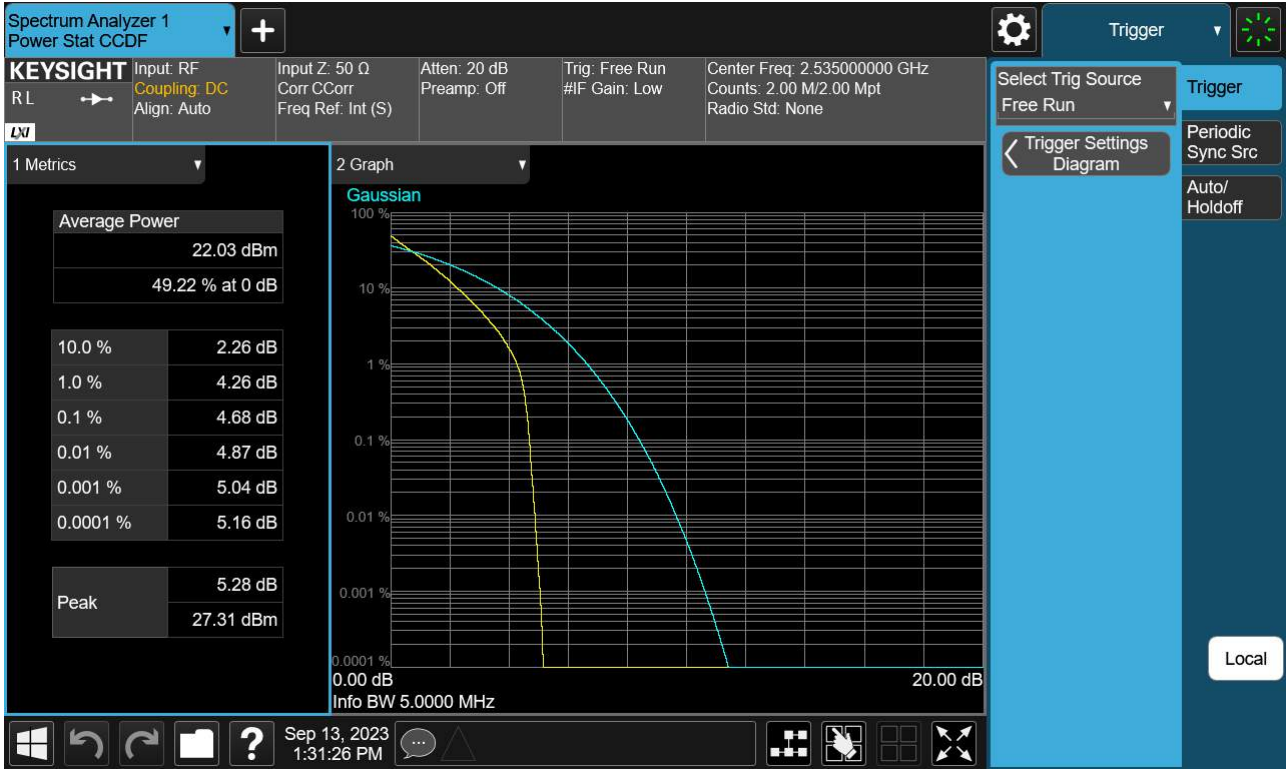 Spectrum Analyzer 1
Power Stat CCDF
+
Trigger
KEYSIGHT
RL
LXI
Input: RF
Coupling: DC
Align: Auto
Input Z: 50 Ω
Corr CCorr
Freq Ref: Int (S)
Atten: 20 dB
Preamp: Off
Trig: Free Run
#IF Gain: Low
Center Freq: 2.535000000 GHz
Counts: 2.00 M/2.00 Mpt
Radio Std: None
Select Trig Source
Free Run
Trigger Settings
Diagram
Trigger
Periodic
Sync Src
Auto/
Holdoff
1 Metrics
Average Power
22.03 dBm
49.22 % at 0 dB
10.0 % 2.26 dB
1.0 % 4.26 dB
0.1 % 4.68 dB
0.01 % 4.87 dB
0.001 % 5.04 dB
0.0001 % 5.16 dB
Peak
5.28 dB
27.31 dBm
2 Graph
Gaussian
100 %
10 %
1 %
0.1 %
0.01 %
0.001 %
0.0001 %
0.00 dB 20.00 dB
Info BW 5.0000 MHz
Local
?
Sep 13, 2023
1:31:26 PM